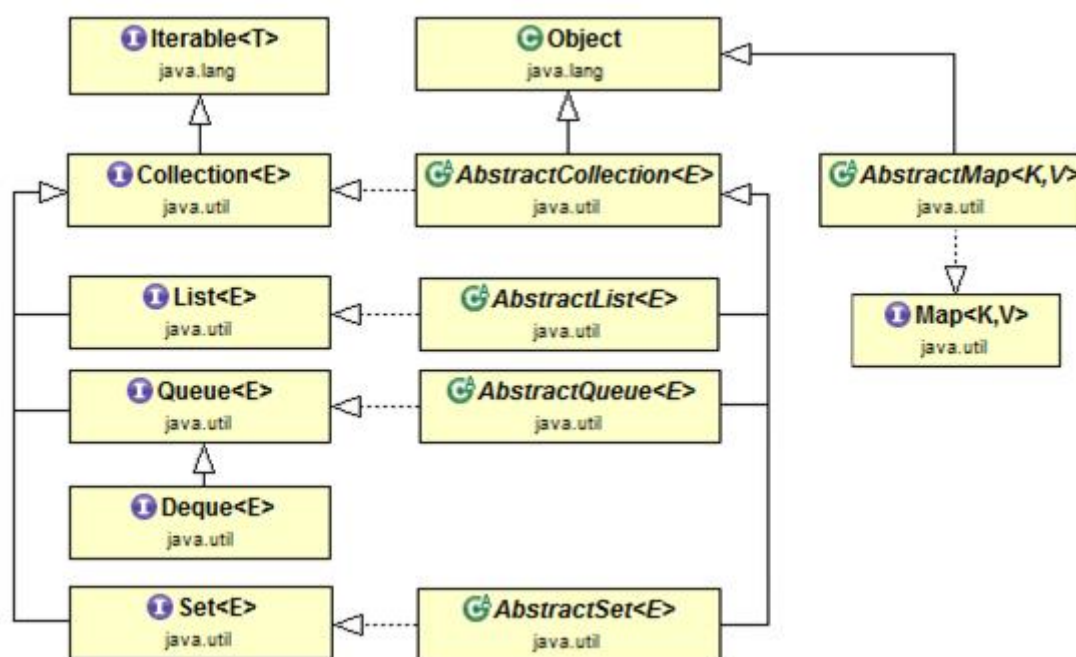 Iterable<T>
java.lang
Object
java.lang
Collection<E>
java.util
AbstractCollection<E>
java.util
AbstractMap<K,V>
java.util
List<E>
java.util
AbstractList<E>
java.util
Map<K,V>
java.util
Queue<E>
java.util
AbstractQueue<E>
java.util
Deque<E>
java.util
Set<E>
java.util
AbstractSet<E>
java.util